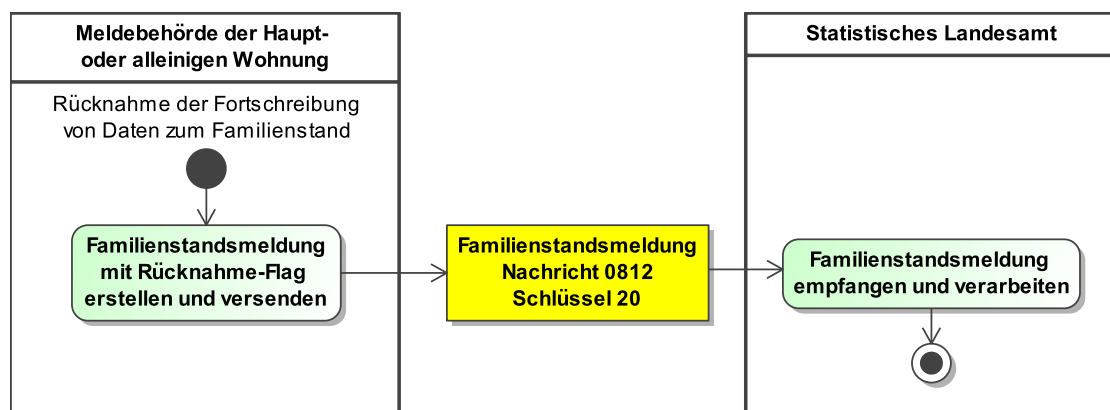 Meldebehörde der Haupt-
oder alleinigen Wohnung
Statistisches Landesamt
Rücknahme der Fortschreibung
von Daten zum Familienstand
Familienstandsmeldung
mit Rücknahme-Flag
erstellen und versenden
Familienstandsmeldung
Nachricht 0812
Schlüssel 20
Familienstandsmeldung
empfangen und verarbeiten